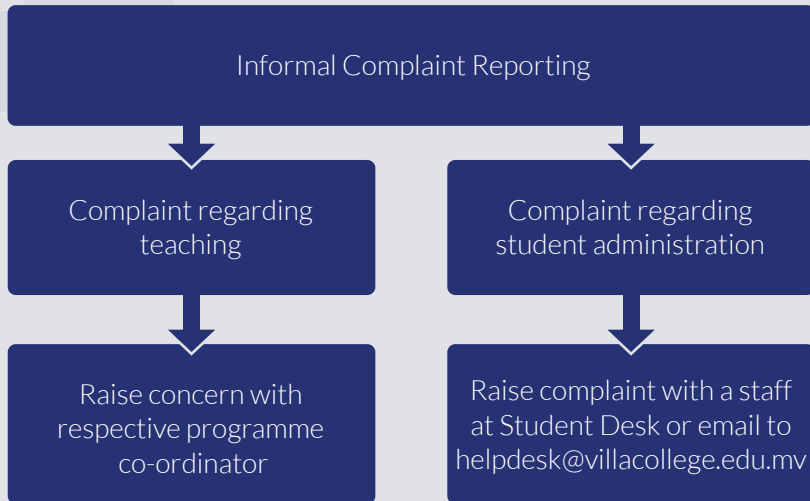 Informal Complaint Reporting
Complaint regarding
teaching
Complaint regarding
student administration
Raise concern with
respective programme
co-ordinator
Raise complaint with a staff
at Student Desk or email to
helpdesk@villacollege.edu.mv